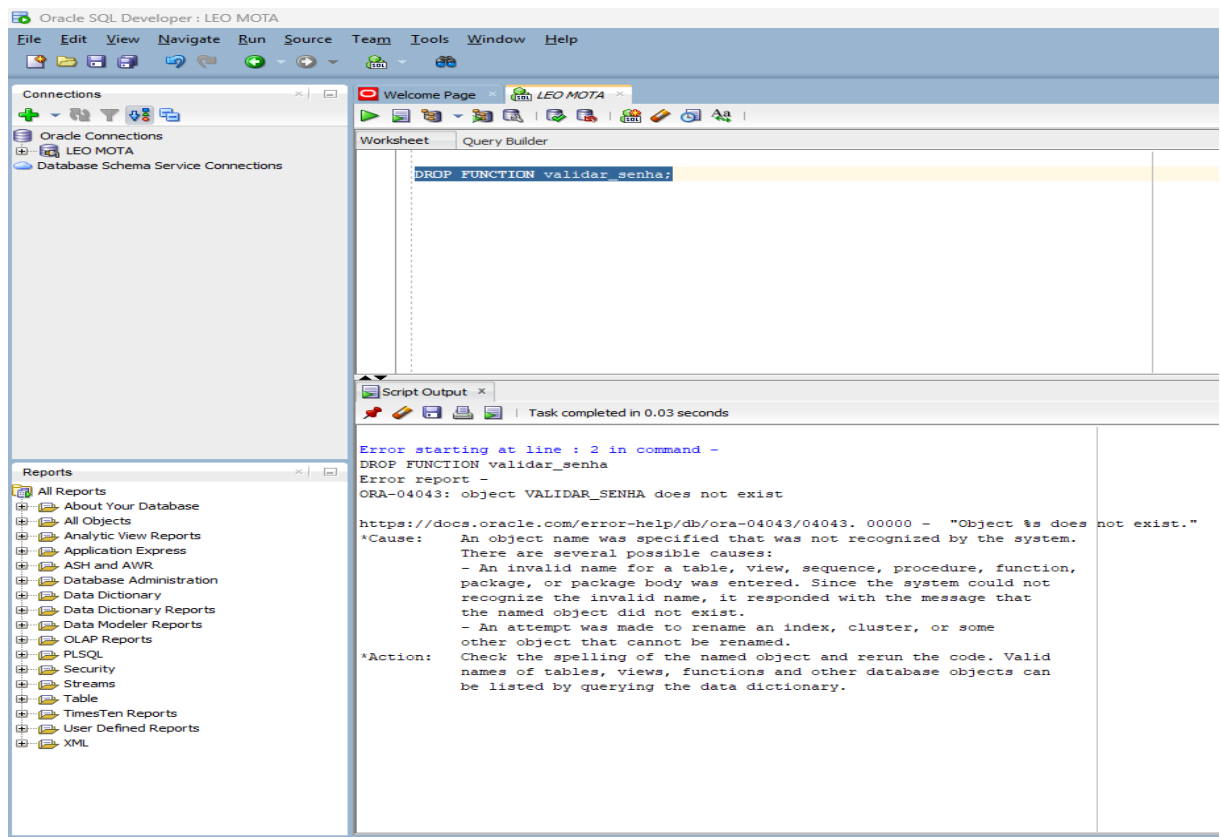 Oracle SQL Developer : LEO MOTA
File Edit View Navigate Run Source Team Tools Window Help
Connections
Oracle Connections
LEO MOTA
Database Schema Service Connections
Reports
All Reports
About Your Database
All Objects
Analytic View Reports
Application Express
ASH and AWR
Database Administration
Data Dictionary
Data Dictionary Reports
Data Modeler Reports
OLAP Reports
PLSQL
Security
Streams
Table
TimesTen Reports
User Defined Reports
XML
Welcome Page LEO MOTA
Worksheet Query Builder
DROP FUNCTION validar_senha;
Script Output
Task completed in 0.03 seconds
Error starting at line : 2 in command -
DROP FUNCTION validar_senha
Error report -
ORA-04043: object VALIDAR_SENHA does not exist
https://docs.oracle.com/error-help/db/ora-04043/04043. 00000 - "Object %s does not exist."
*Cause: An object name was specified that was not recognized by the system.
There are several possible causes:
- An invalid name for a table, view, sequence, procedure, function,
package, or package body was entered. Since the system could not
recognize the invalid name, it responded with the message that
the named object did not exist.
- An attempt was made to rename an index, cluster, or some
other object that cannot be renamed.
*Action: Check the spelling of the named object and rerun the code. Valid
names of tables, views, functions and other database objects can
be listed by querying the data dictionary.